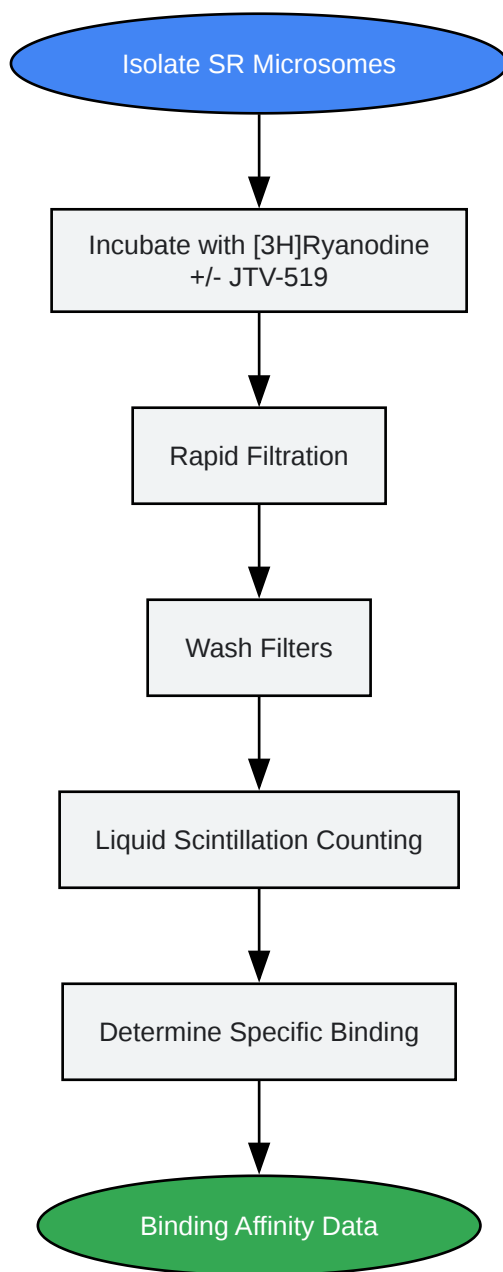 Isolate SR Microsomes
Incubate with [3H]Ryanodine
+/- JTV-519
Rapid Filtration
Wash Filters
Liquid Scintillation Counting
Determine Specific Binding
Binding Affinity Data